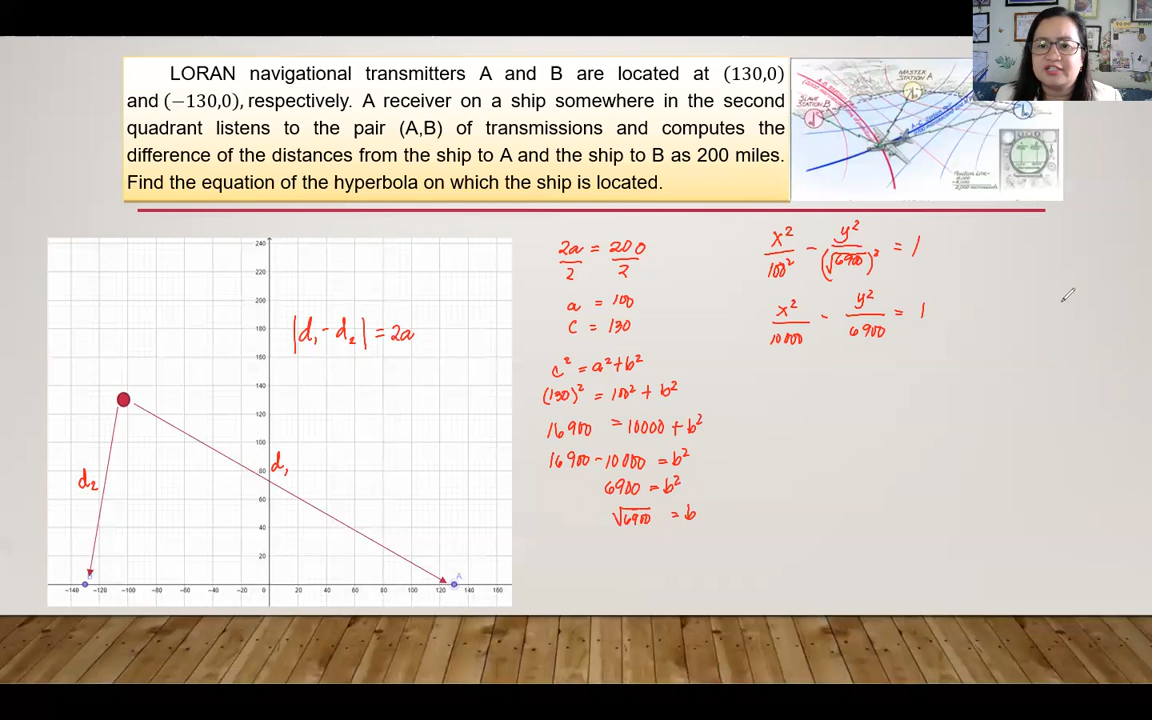 LORAN navigational transmitters A and B are located at (130,0)
and (−130,0), respectively. A receiver on a ship somewhere in the second
quadrant listens to the pair (A,B) of transmissions and computes the
difference of the distances from the ship to A and the ship to B as 200 miles.
Find the equation of the hyperbola on which the ship is located.
MASTER
STATION A
SLAVE
STATION B
240
220
200
180
160
140
120
100
80
60
40
20
−140 −120 −100 −80 −60 −40 −20 0 20 40 60 80 100 120 140 160
A
|d₁ - d₂| = 2a
d₂
d₁
2a/2 = 200/2
a = 100
c = 130
c² = a² + b²
(130)² = 100² + b²
16900 = 10000 + b²
16900 - 10000 = b²
6900 = b²
√6900 = b
x²/100² - y²/(√6900)² = 1
x²/10000 - y²/6900 = 1